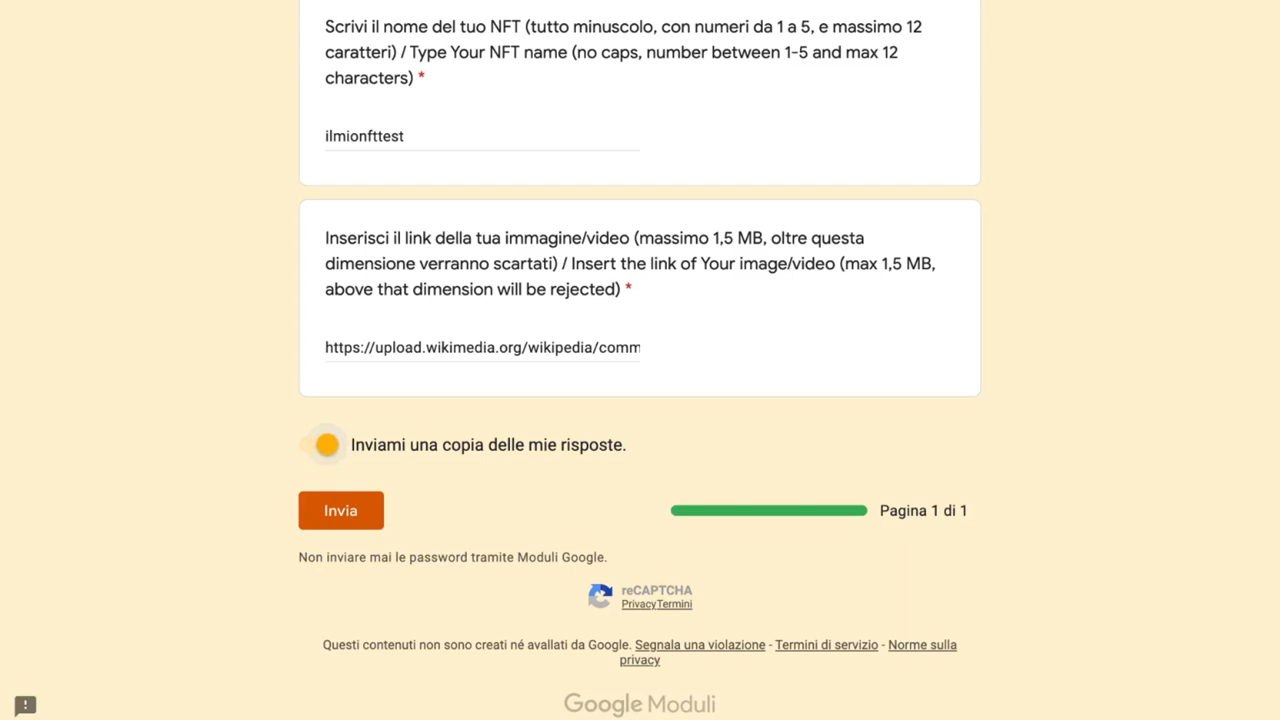 Scrivi il nome del tuo NFT (tutto minuscolo, con numeri da 1 a 5, e massimo 12
caratteri) / Type Your NFT name (no caps, number between 1-5 and max 12
characters) *
ilmionfttest
Inserisci il link della tua immagine/video (massimo 1,5 MB, oltre questa
dimensione verranno scartati) / Insert the link of Your image/video (max 1,5 MB,
above that dimension will be rejected) *
https://upload.wikimedia.org/wikipedia/comm
Inviami una copia delle mie risposte.
Invia
Pagina 1 di 1
Non inviare mai le password tramite Moduli Google.
reCAPTCHA
PrivacyTermini
Questi contenuti non sono creati né avallati da Google. Segnala una violazione - Termini di servizio - Norme sulla
privacy
Google Moduli